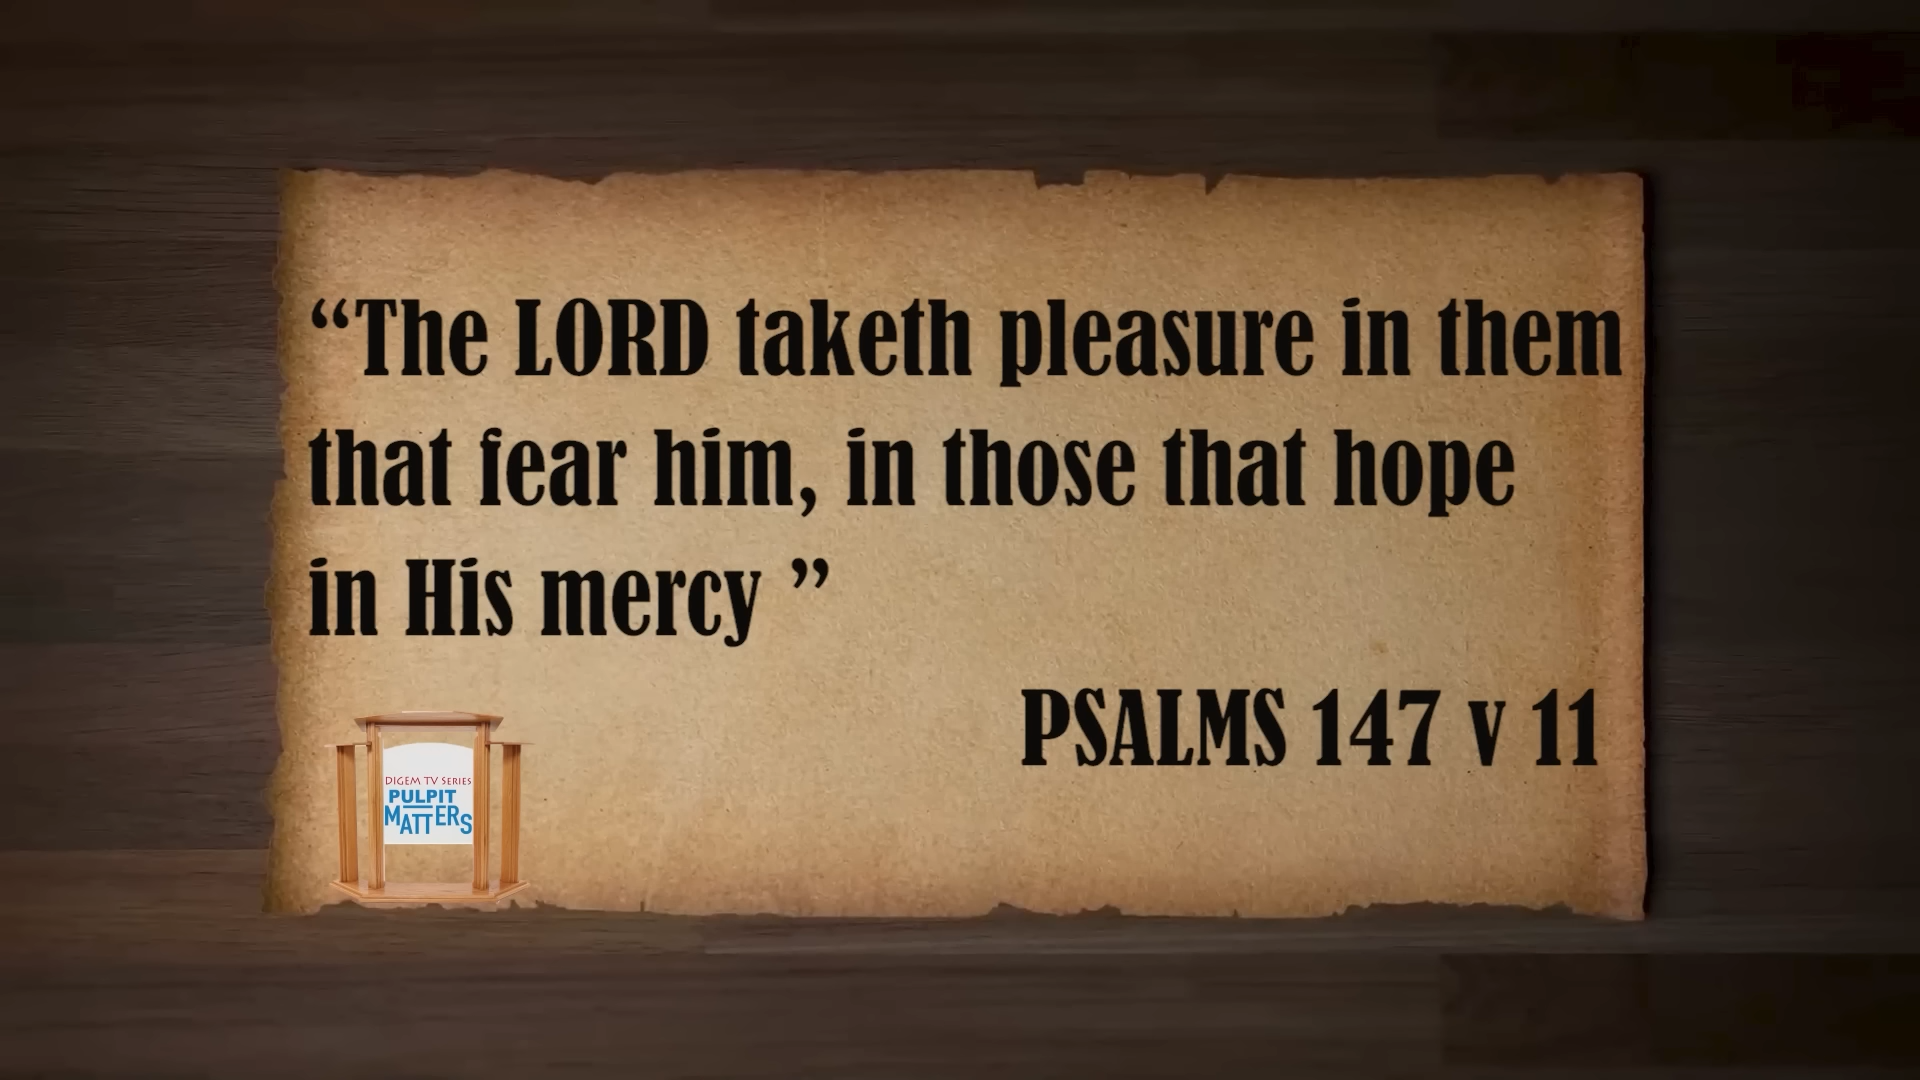 “The LORD taketh pleasure in them
that fear him, in those that hope
in His mercy ”
PSALMS 147 v 11
DIGEM TV SERIES
PULPIT
MATTERS